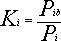 K_i = P_ib / P_i